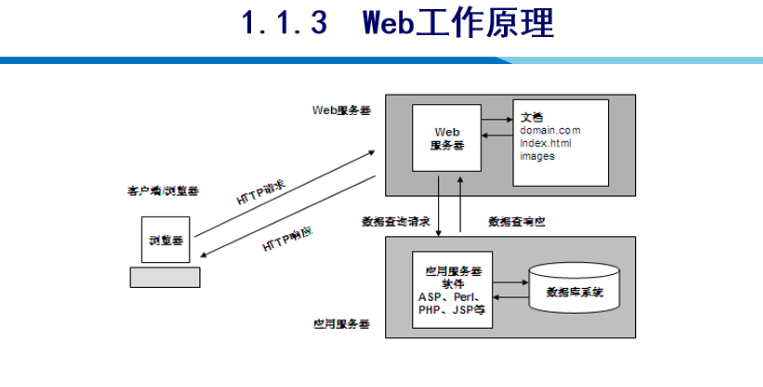 1.1.3 Web工作原理
Web服务器
Web
服务器
文档
domain.com
Index.html
images
客户端/浏览器
浏览器
HTTP请求
HTTP响应
数据查询请求
数据查响应
应用服务器
软件
ASP、Perl、
PHP、JSP等
数据库系统
应用服务器